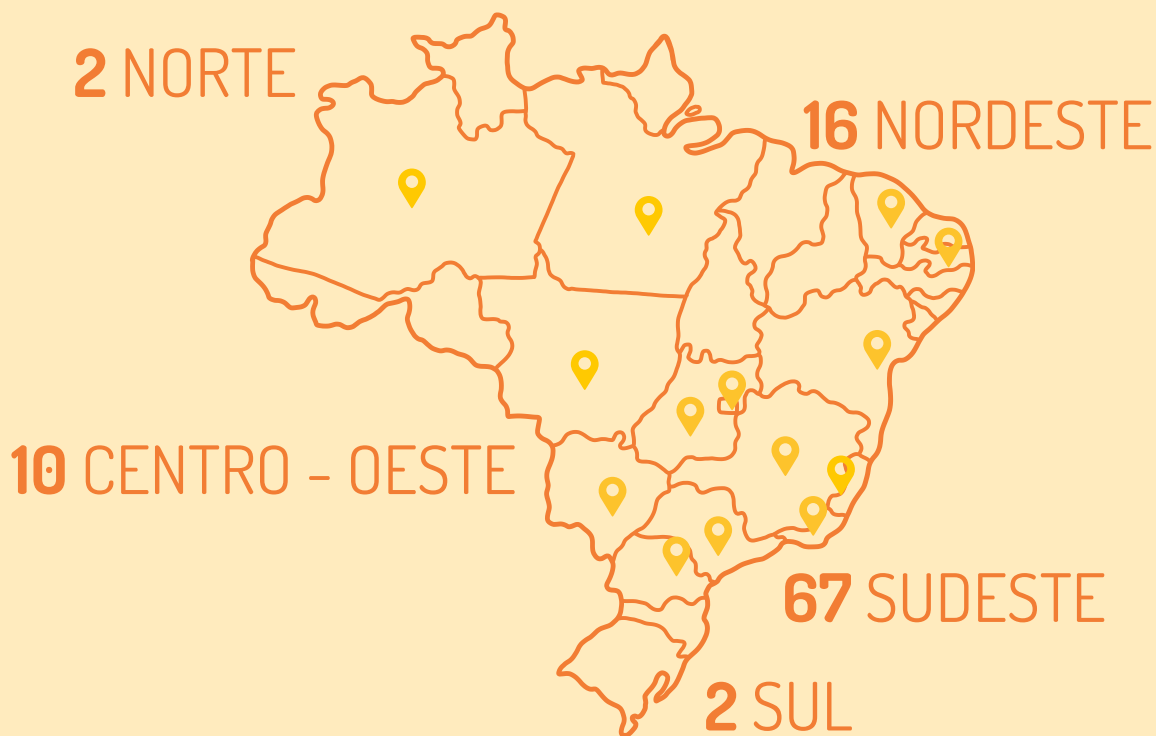 2 NORTE
16 NORDESTE
10 CENTRO - OESTE
67 SUDESTE
2 SUL